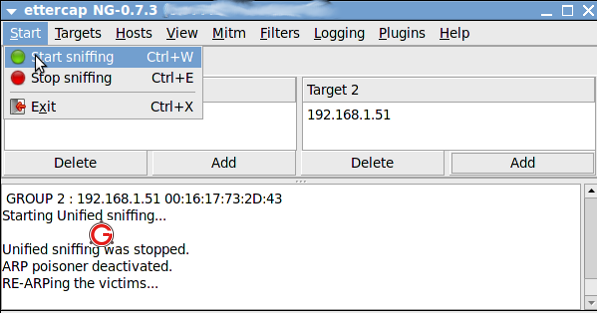 ettercap NG-0.7.3
Start Targets Hosts View Mitm Filters Logging Plugins Help
Start sniffing Ctrl+W
Stop sniffing Ctrl+E
Exit Ctrl+X
Target 2
192.168.1.51
Delete Add Delete Add
GROUP 2 : 192.168.1.51 00:16:17:73:2D:43
Starting Unified sniffing...
G
Unified sniffing was stopped.
ARP poisoner deactivated.
RE-ARPing the victims...